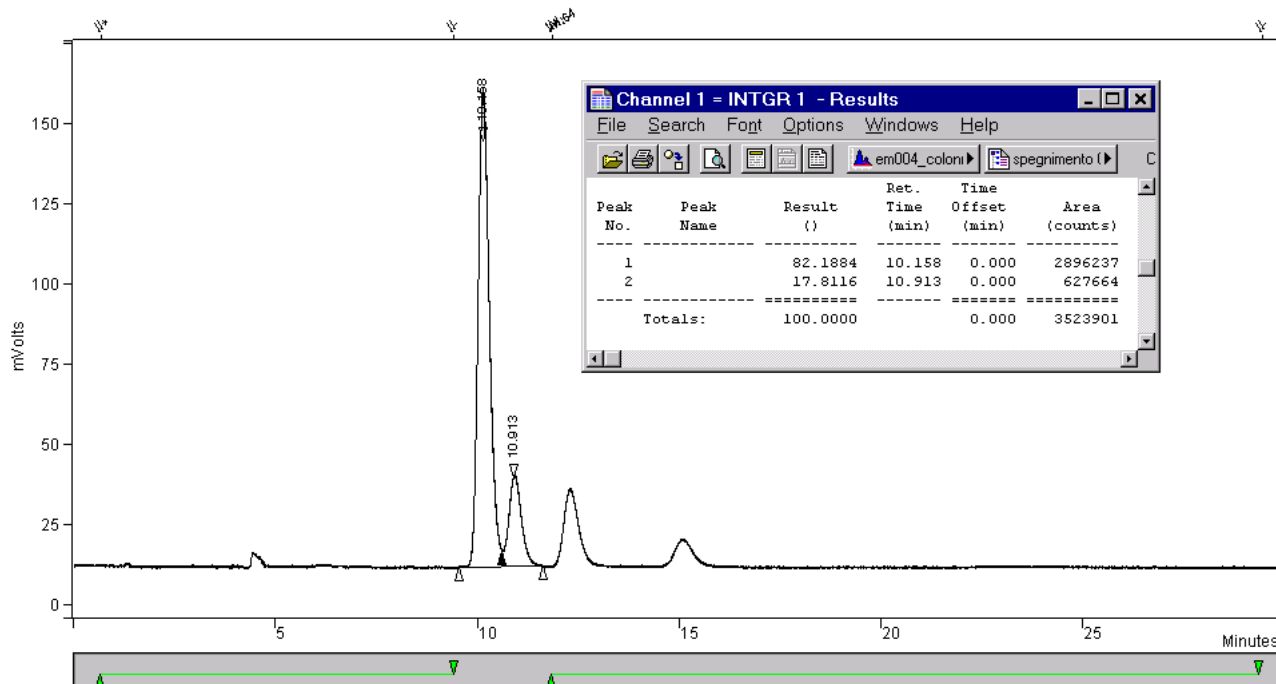 150
125
100
75
50
25
0
mVolts
10.158
10.913
5
10
15
20
25
Minutes
Channel 1 = INTGR 1 - Results
File Search Font Options Windows Help
em004_coloni spegnimento ( C
Ret. Time
Peak Peak Result Time Offset Area
No. Name () (min) (min) (counts)
---- ------------ ---------- ------- ------- ----------
1 82.1884 10.158 0.000 2896237
2 17.8116 10.913 0.000 627664
---- ------------ ========== ------- ======= ==========
Totals: 100.0000 0.000 3523901